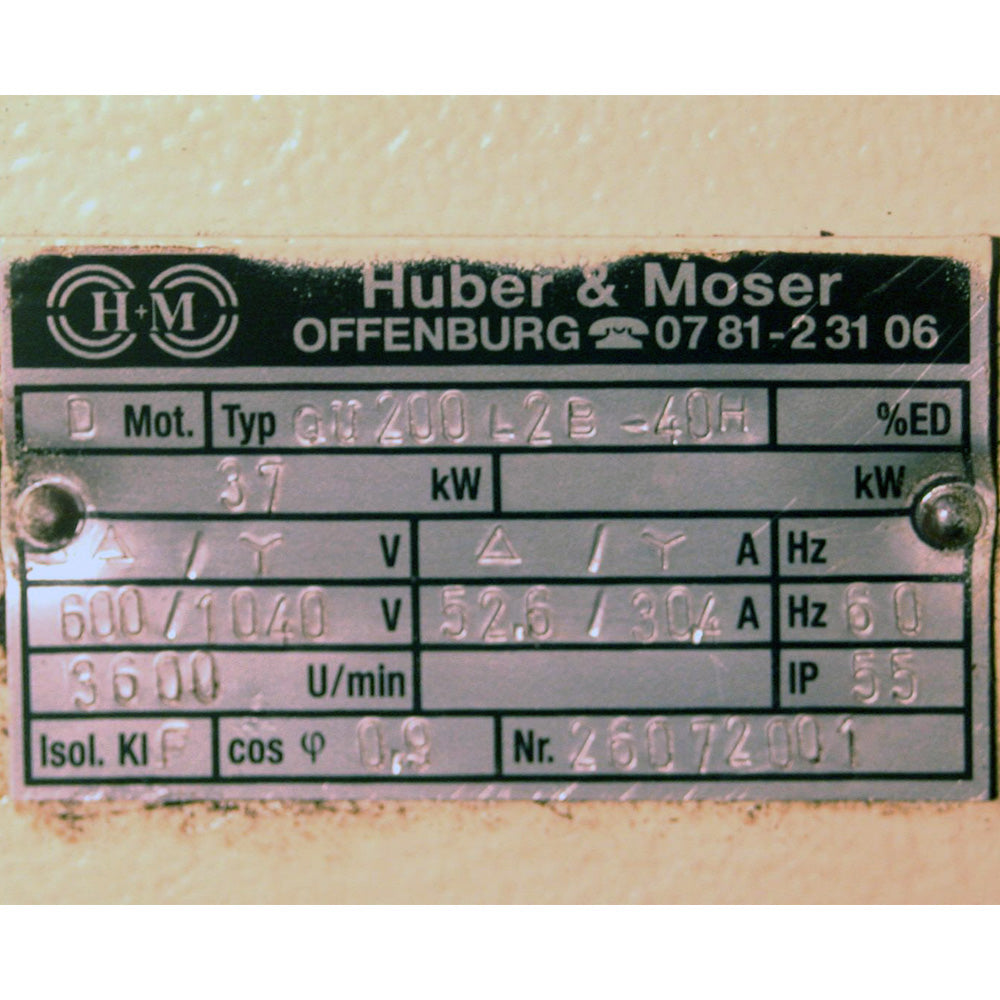 H+M Huber & Moser
OFFENBURG ☎ 07 81-2 31 06
D Mot. Typ QU 200 L2B -40H %ED
37 kW kW
△ / Y V △ / Y A Hz
600/1040 V 52,6 / 30,4 A Hz 60
3600 U/min IP 55
Isol. Kl F cos φ 0,9 Nr. 26072001